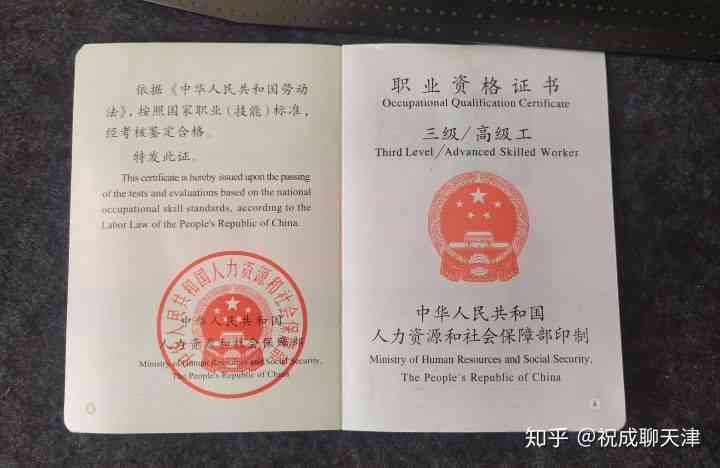 依据《中华人民共和国劳动
法》，按照国家职业（技能）标准，
经考核鉴定合格。
特发此证。
This certificate is hereby issued upon the passing
of the tests and evaluations based on the national
occupational skill standards, according to the
Labor Law of the People's Republic of China.
中华人民共和国人力资源和社会保障部
中华人民共和国
人力资源和社会保障部
Ministry of Human Resources and Social Security,
The People's Republic of China
职业资格证书
Occupational Qualification Certificate
三级/高级工
Third Level/Advanced Skilled Worker
中华人民共和国
人力资源和社会保障部印制
Ministry of Human Resources and Social Security,
The People's Republic of China
知乎 @祝成聊天津